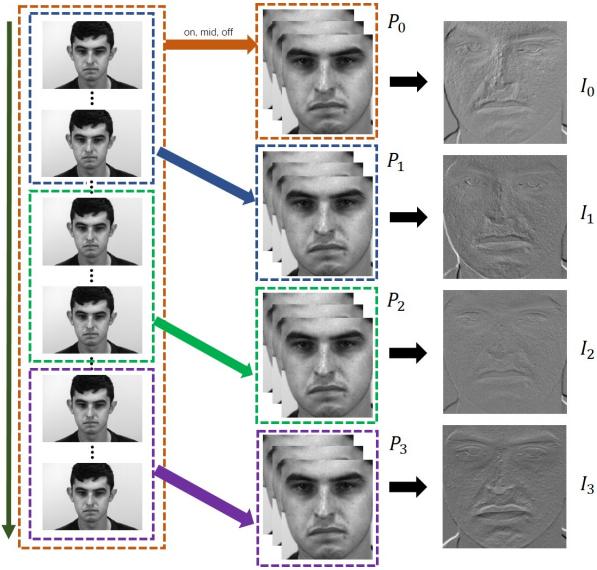 on, mid, off
P₀
I₀
P₁
I₁
P₂
I₂
P₃
I₃